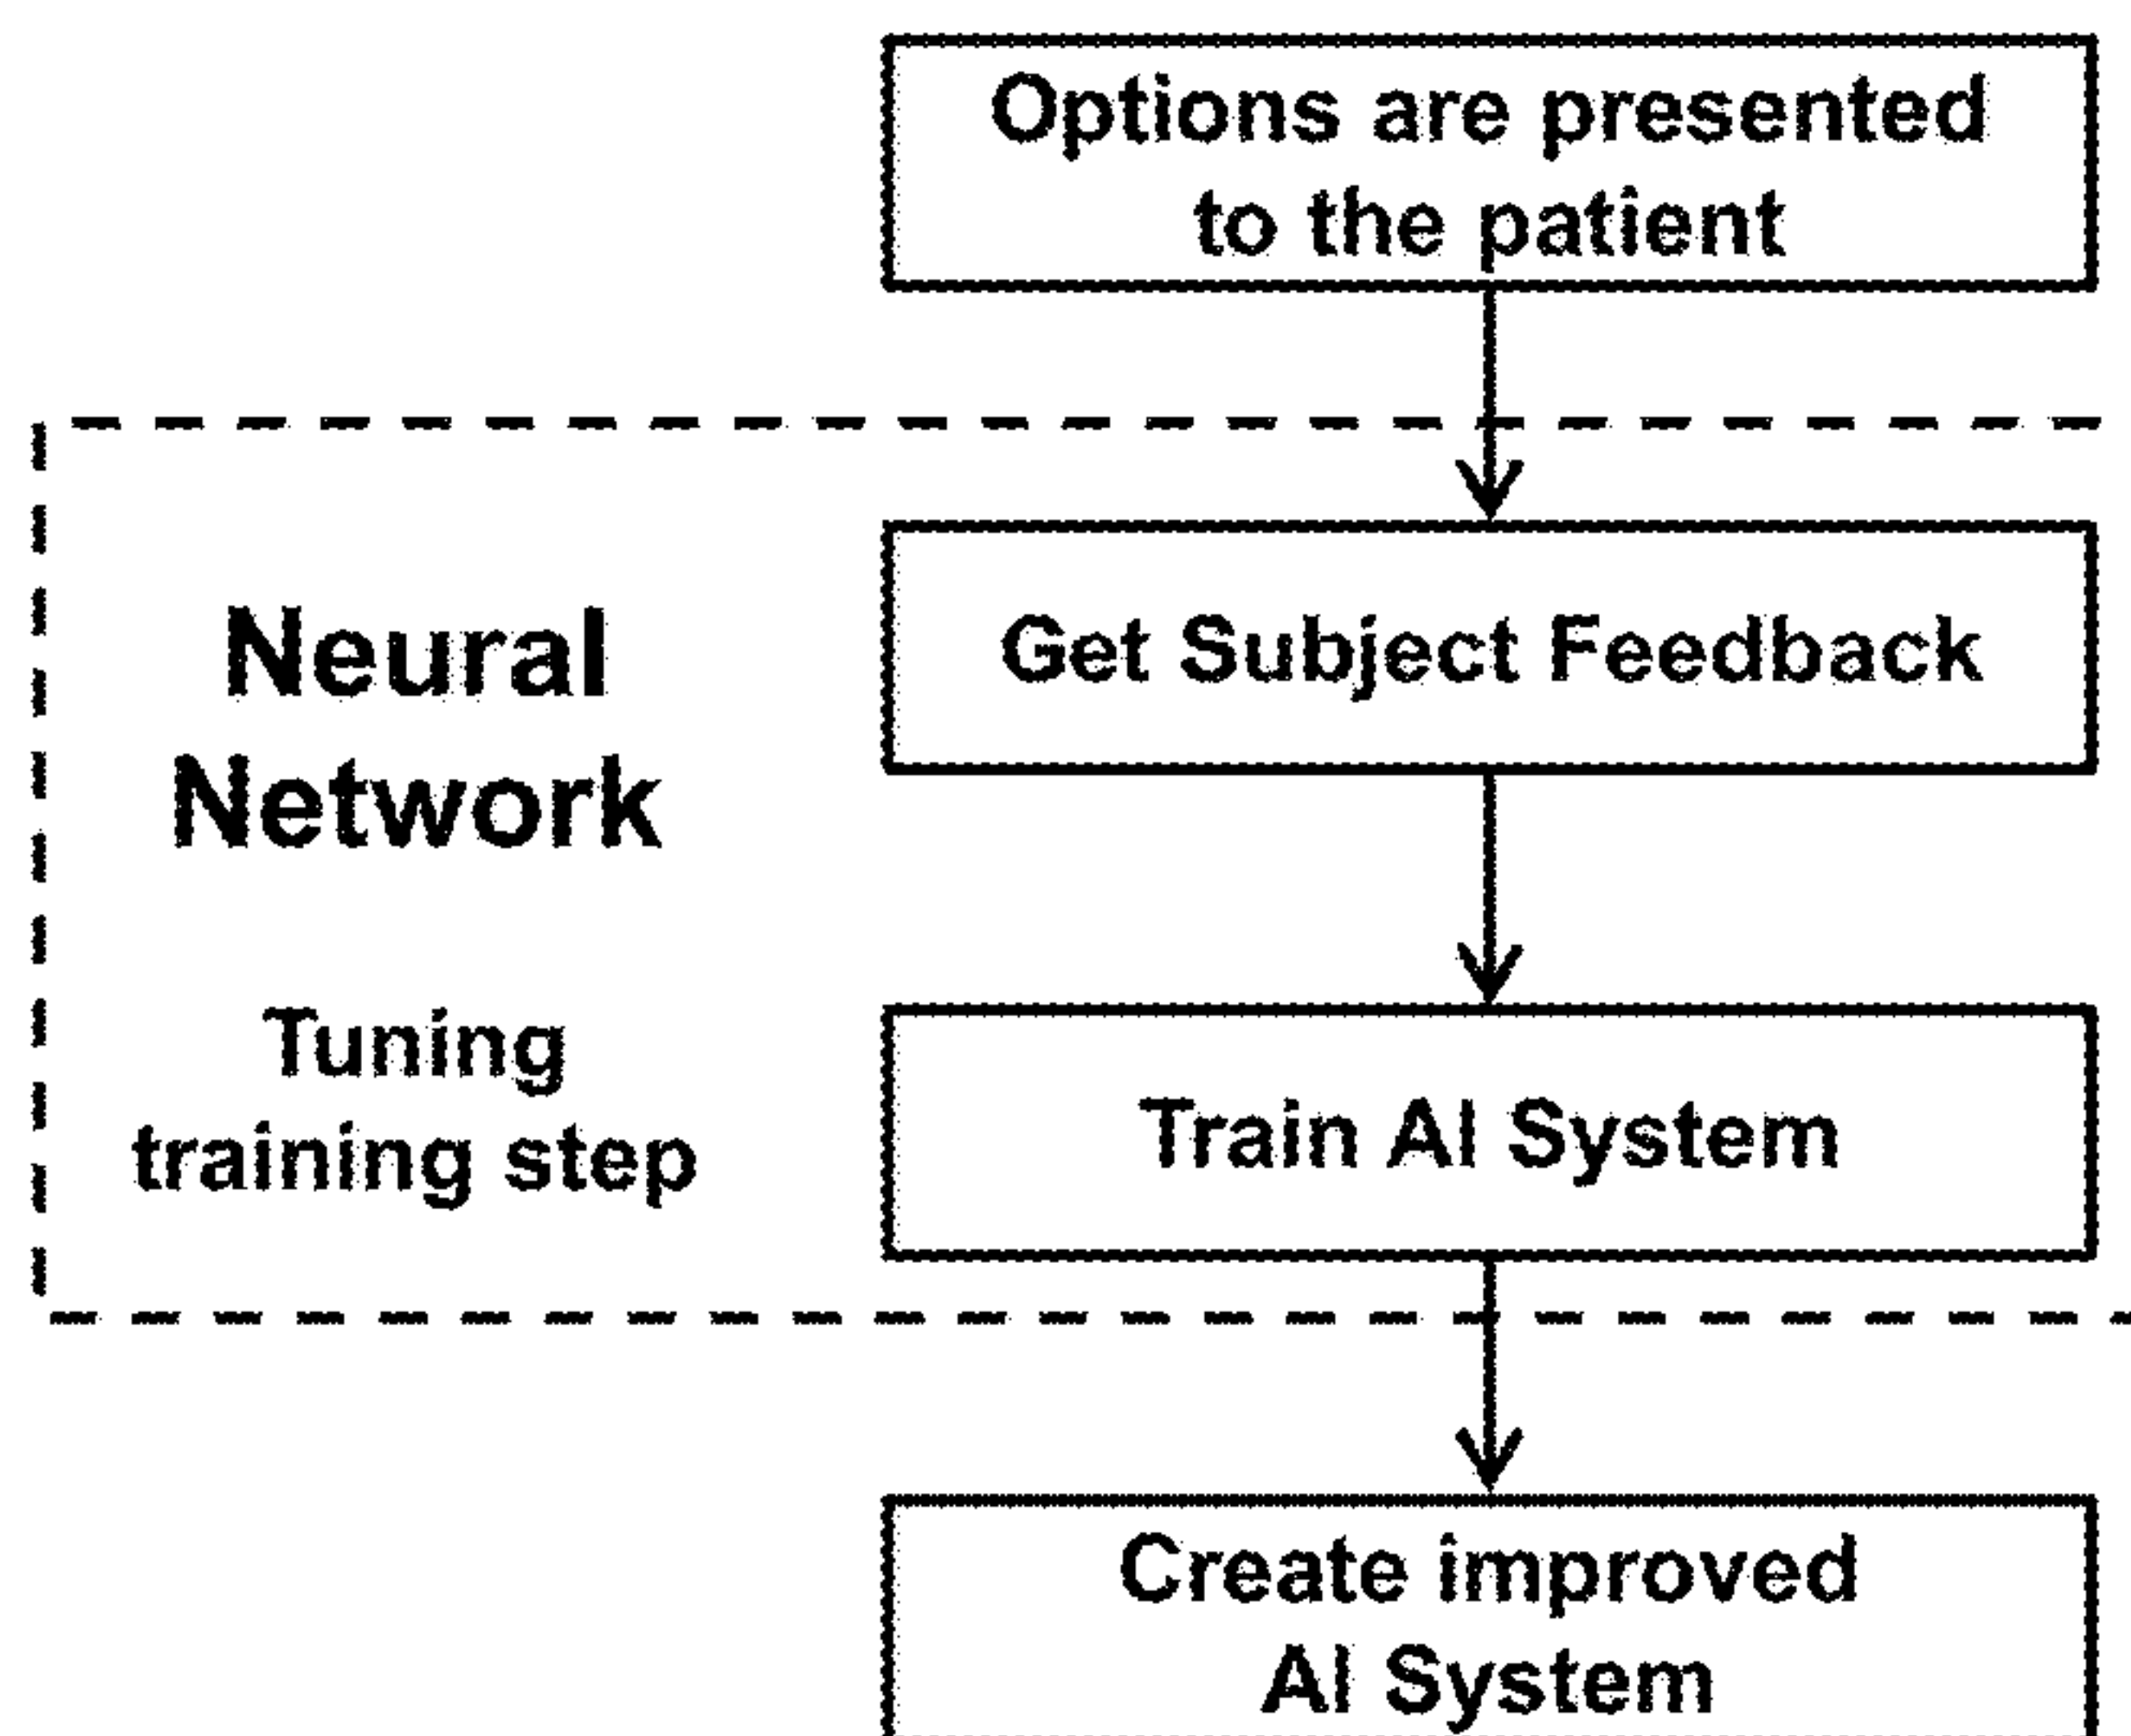 Options are presented
to the patient
Neural
Network
Tuning
training step
Get Subject Feedback
Train AI System
Create improved
AI System